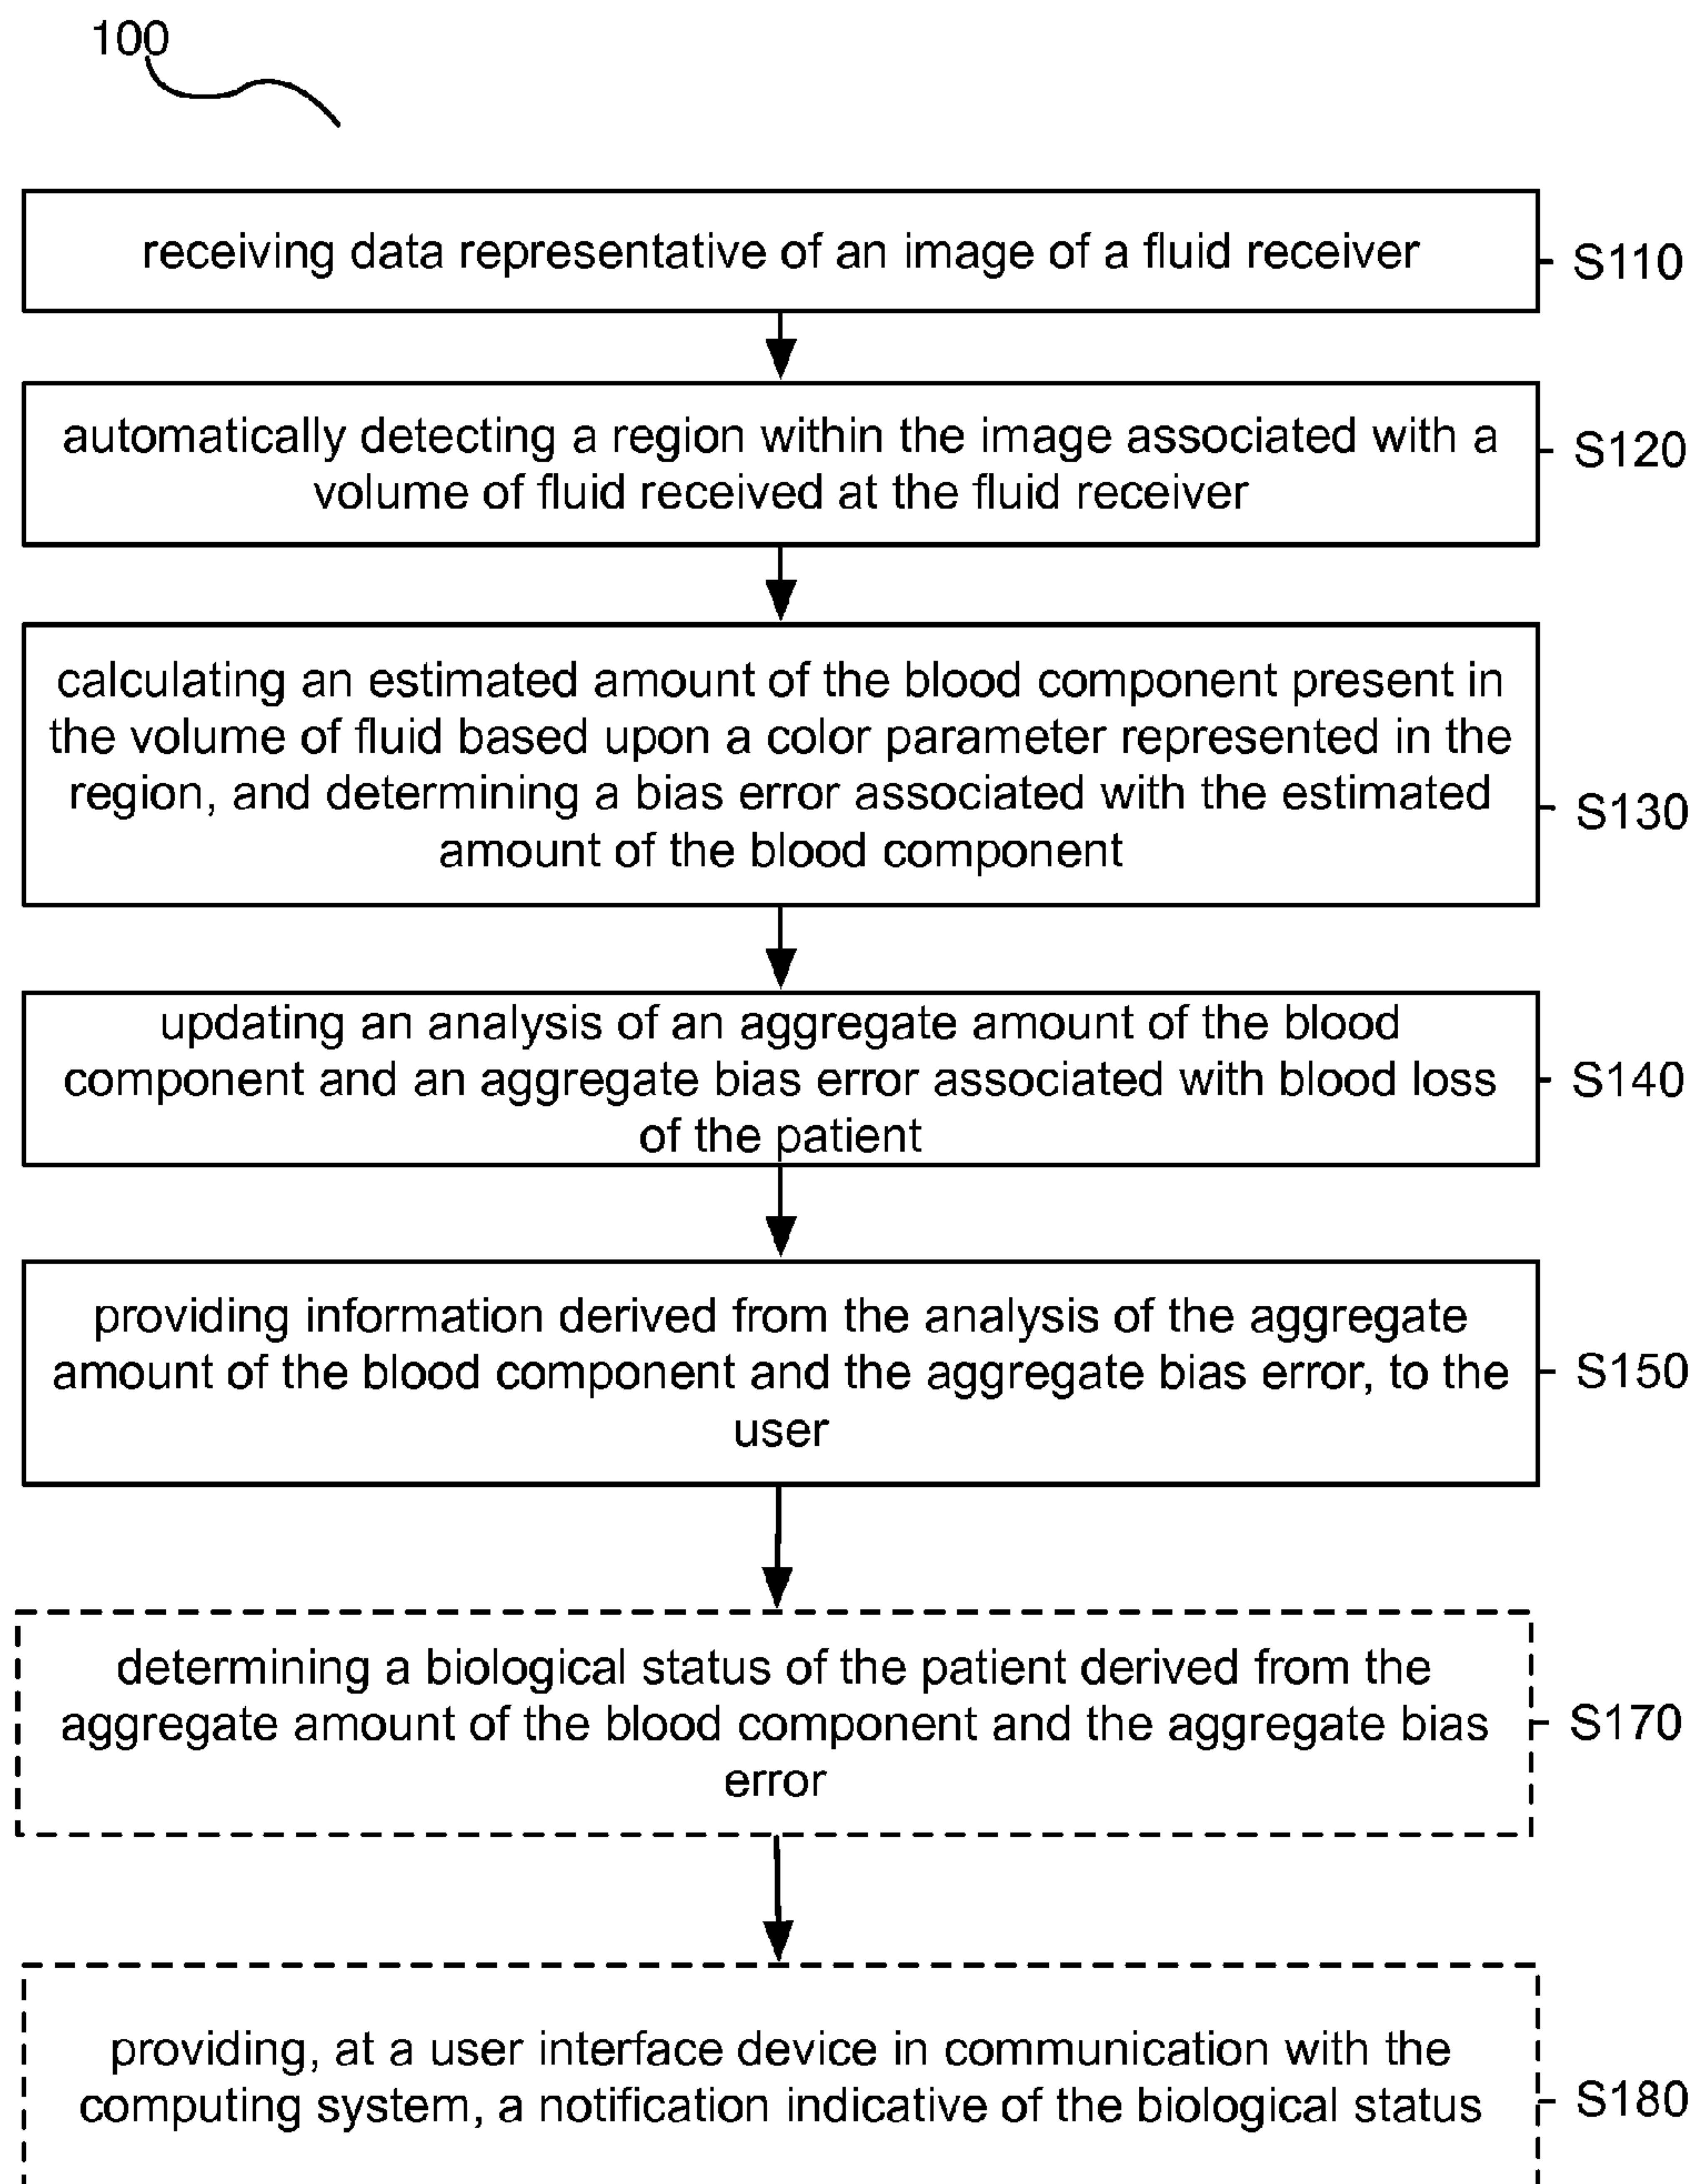 100
receiving data representative of an image of a fluid receiver
S110
automatically detecting a region within the image associated with a
volume of fluid received at the fluid receiver
S120
calculating an estimated amount of the blood component present in
the volume of fluid based upon a color parameter represented in the
region, and determining a bias error associated with the estimated
amount of the blood component
S130
updating an analysis of an aggregate amount of the blood
component and an aggregate bias error associated with blood loss
of the patient
S140
providing information derived from the analysis of the aggregate
amount of the blood component and the aggregate bias error, to the
user
S150
determining a biological status of the patient derived from the
aggregate amount of the blood component and the aggregate bias
error
S170
providing, at a user interface device in communication with the
computing system, a notification indicative of the biological status
S180